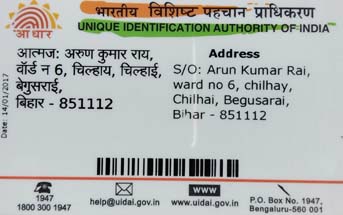 भारतीय विशिष्ट पहचान प्राधिकरण
UNIQUE IDENTIFICATION AUTHORITY OF INDIA
आधार
आत्मज: अरुण कुमार राय,
वॉर्ड न 6, चिल्हाय, चिल्हाई,
बेगुसराई,
बिहार - 851112
Address
S/O: Arun Kumar Rai,
ward no 6, chilhay,
Chilhai, Begusarai,
Bihar - 851112
Date: 14/01/2017
1947
1800 300 1947
help@uidai.gov.in
www
www.uidai.gov.in
P.O. Box No. 1947,
Bengaluru-560 001